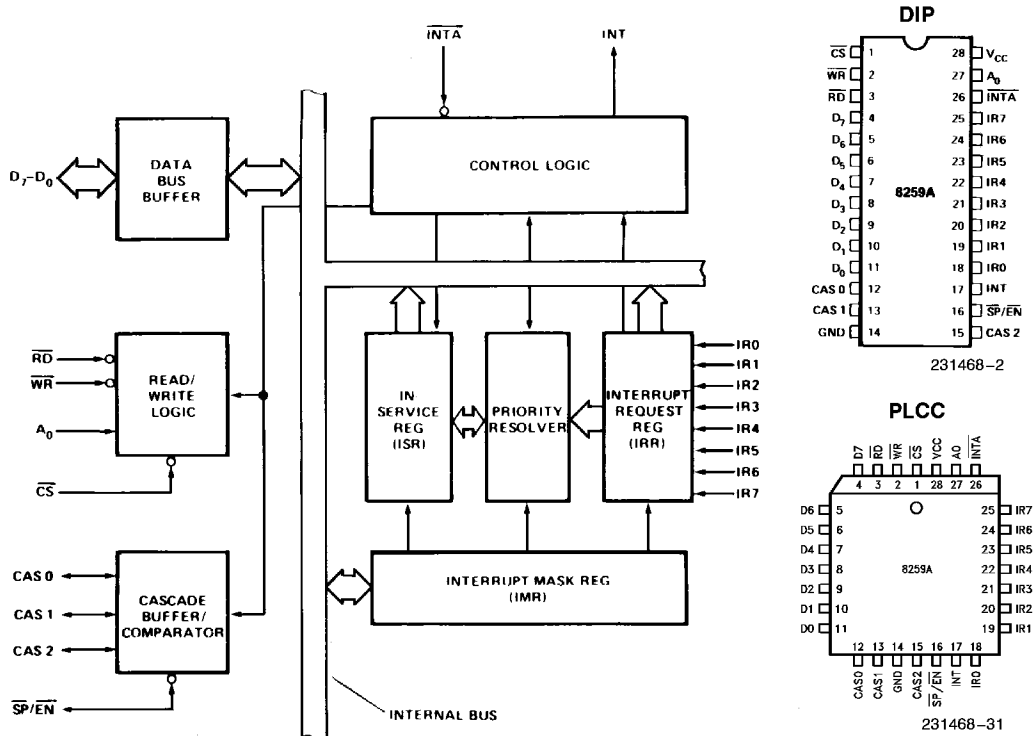 INTA
INT
CONTROL LOGIC
D7-D0
DATA
BUS
BUFFER
RD
WR
A0
CS
READ/
WRITE
LOGIC
IN
SERVICE
REG
(ISR)
PRIORITY
RESOLVER
INTERRUPT
REQUEST
REG
(IRR)
IR0
IR1
IR2
IR3
IR4
IR5
IR6
IR7
CAS 0
CAS 1
CAS 2
SP/EN
CASCADE
BUFFER/
COMPARATOR
INTERRUPT MASK REG
(IMR)
INTERNAL BUS
DIP
CS 1 28 VCC
WR 2 27 A0
RD 3 26 INTA
D7 4 25 IR7
D6 5 24 IR6
D5 6 23 IR5
D4 7 22 IR4
8259A
D3 8 21 IR3
D2 9 20 IR2
D1 10 19 IR1
D0 11 18 IR0
CAS 0 12 17 INT
CAS 1 13 16 SP/EN
GND 14 15 CAS 2
231468-2
PLCC
D7 RD WR CS VCC A0 INTA
4 3 2 1 28 27 26
D6 5 25 IR7
D5 6 24 IR6
D4 7 23 IR5
D3 8 8259A 22 IR4
D2 9 21 IR3
D1 10 20 IR2
D0 11 19 IR1
12 13 14 15 16 17 18
CAS0 CAS1 GND CAS2 SP/EN INT IR0
231468-31